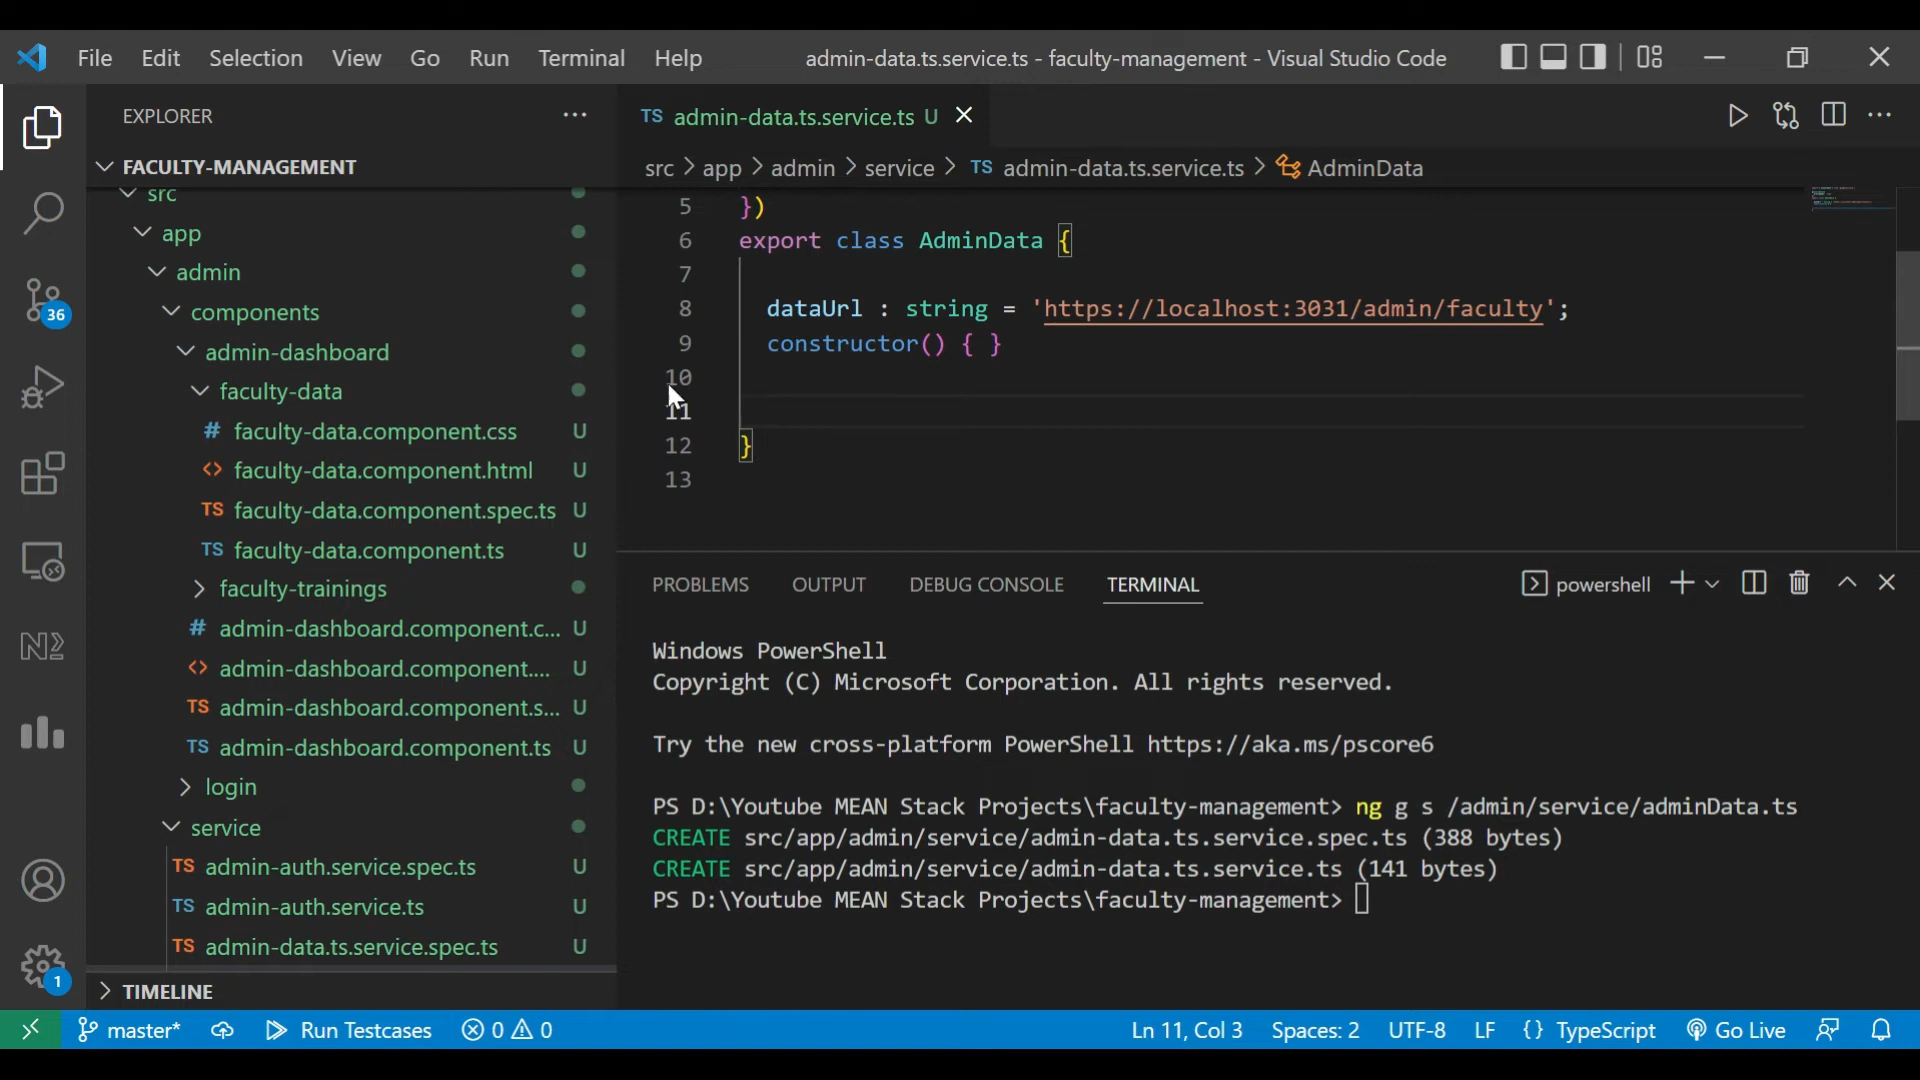 File Edit Selection View Go Run Terminal Help admin-data.ts.service.ts - faculty-management - Visual Studio Code
EXPLORER
FACULTY-MANAGEMENT
src
app
admin
components
admin-dashboard
faculty-data
# faculty-data.component.css U
<> faculty-data.component.html U
TS faculty-data.component.spec.ts U
TS faculty-data.component.ts U
faculty-trainings
# admin-dashboard.component.c... U
<> admin-dashboard.component.... U
TS admin-dashboard.component.s... U
TS admin-dashboard.component.ts U
login
service
TS admin-auth.service.spec.ts U
TS admin-auth.service.ts U
TS admin-data.ts.service.spec.ts U
TIMELINE
36
N
1
TS admin-data.ts.service.ts U
src > app > admin > service > TS admin-data.ts.service.ts > AdminData
5 })
6 export class AdminData {
7
8 dataUrl : string = 'https://localhost:3031/admin/faculty';
9 constructor() { }
10
11
12 }
13
PROBLEMS OUTPUT DEBUG CONSOLE TERMINAL powershell
Windows PowerShell
Copyright (C) Microsoft Corporation. All rights reserved.
Try the new cross-platform PowerShell https://aka.ms/pscore6
PS D:\Youtube MEAN Stack Projects\faculty-management> ng g s /admin/service/adminData.ts
CREATE src/app/admin/service/admin-data.ts.service.spec.ts (388 bytes)
CREATE src/app/admin/service/admin-data.ts.service.ts (141 bytes)
PS D:\Youtube MEAN Stack Projects\faculty-management>
master* Run Testcases 0 0 Ln 11, Col 3 Spaces: 2 UTF-8 LF {} TypeScript Go Live